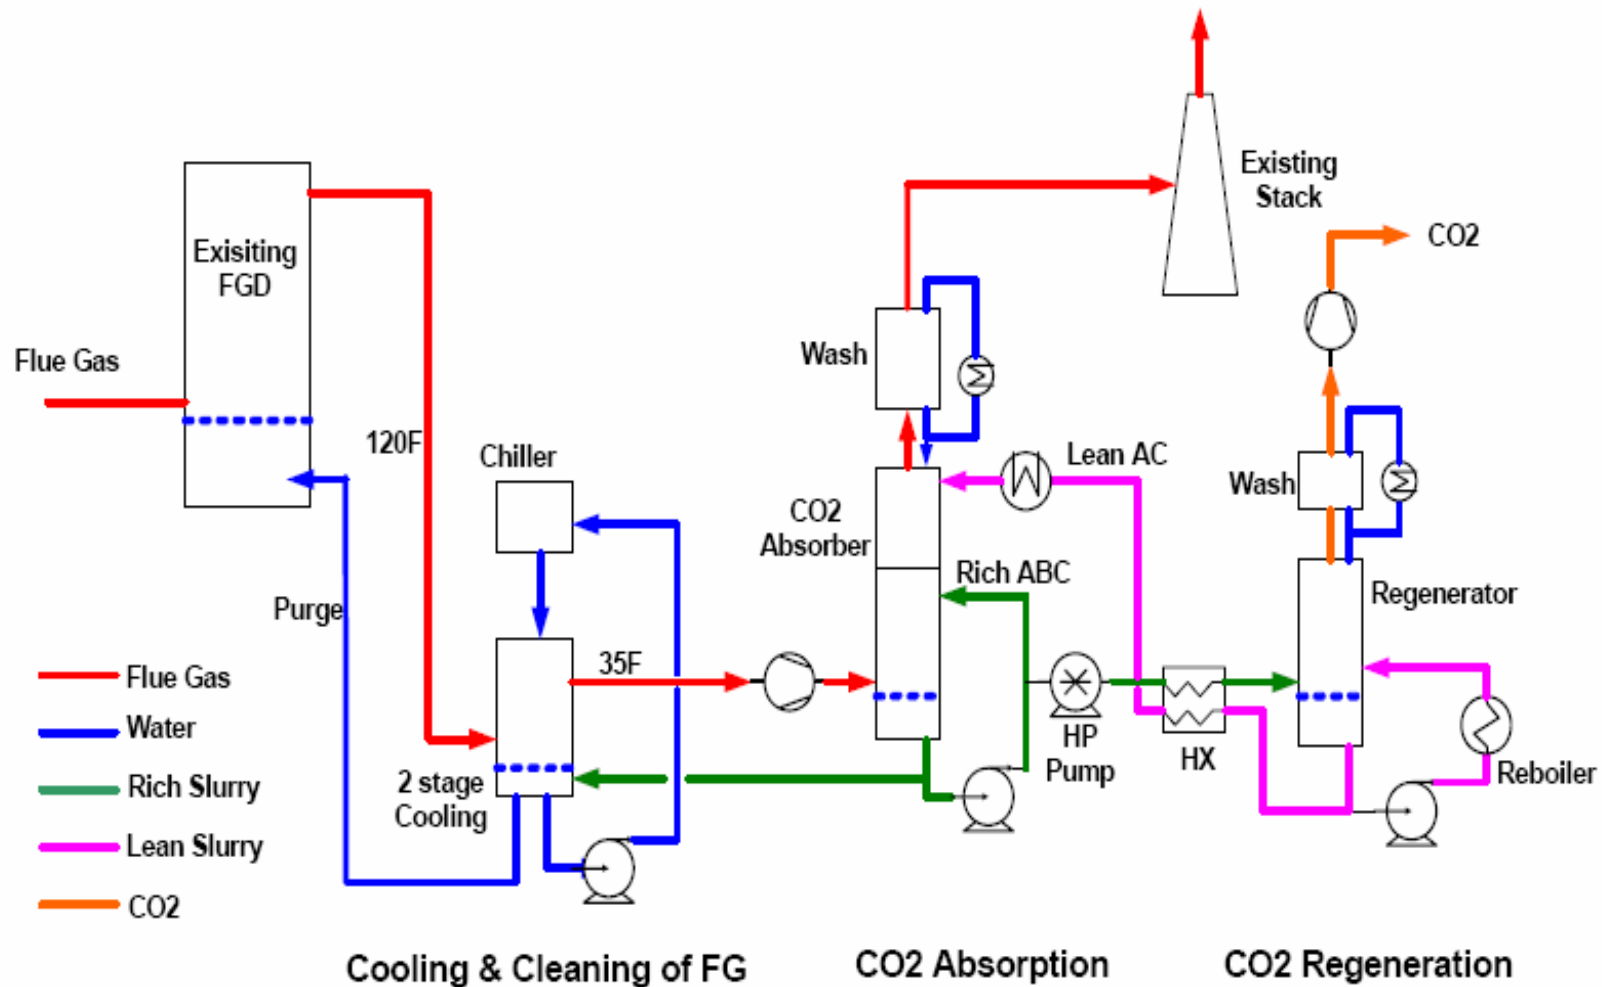 Existing
Stack
CO2
Exisiting
FGD
Flue Gas
Wash
120F
Chiller
Lean AC
Wash
CO2
Absorber
Rich ABC
Regenerator
Purge
35F
Flue Gas
Water
Rich Slurry
Lean Slurry
CO2
2 stage
Cooling
HP
Pump
HX
Reboiler
Cooling & Cleaning of FG
CO2 Absorption
CO2 Regeneration